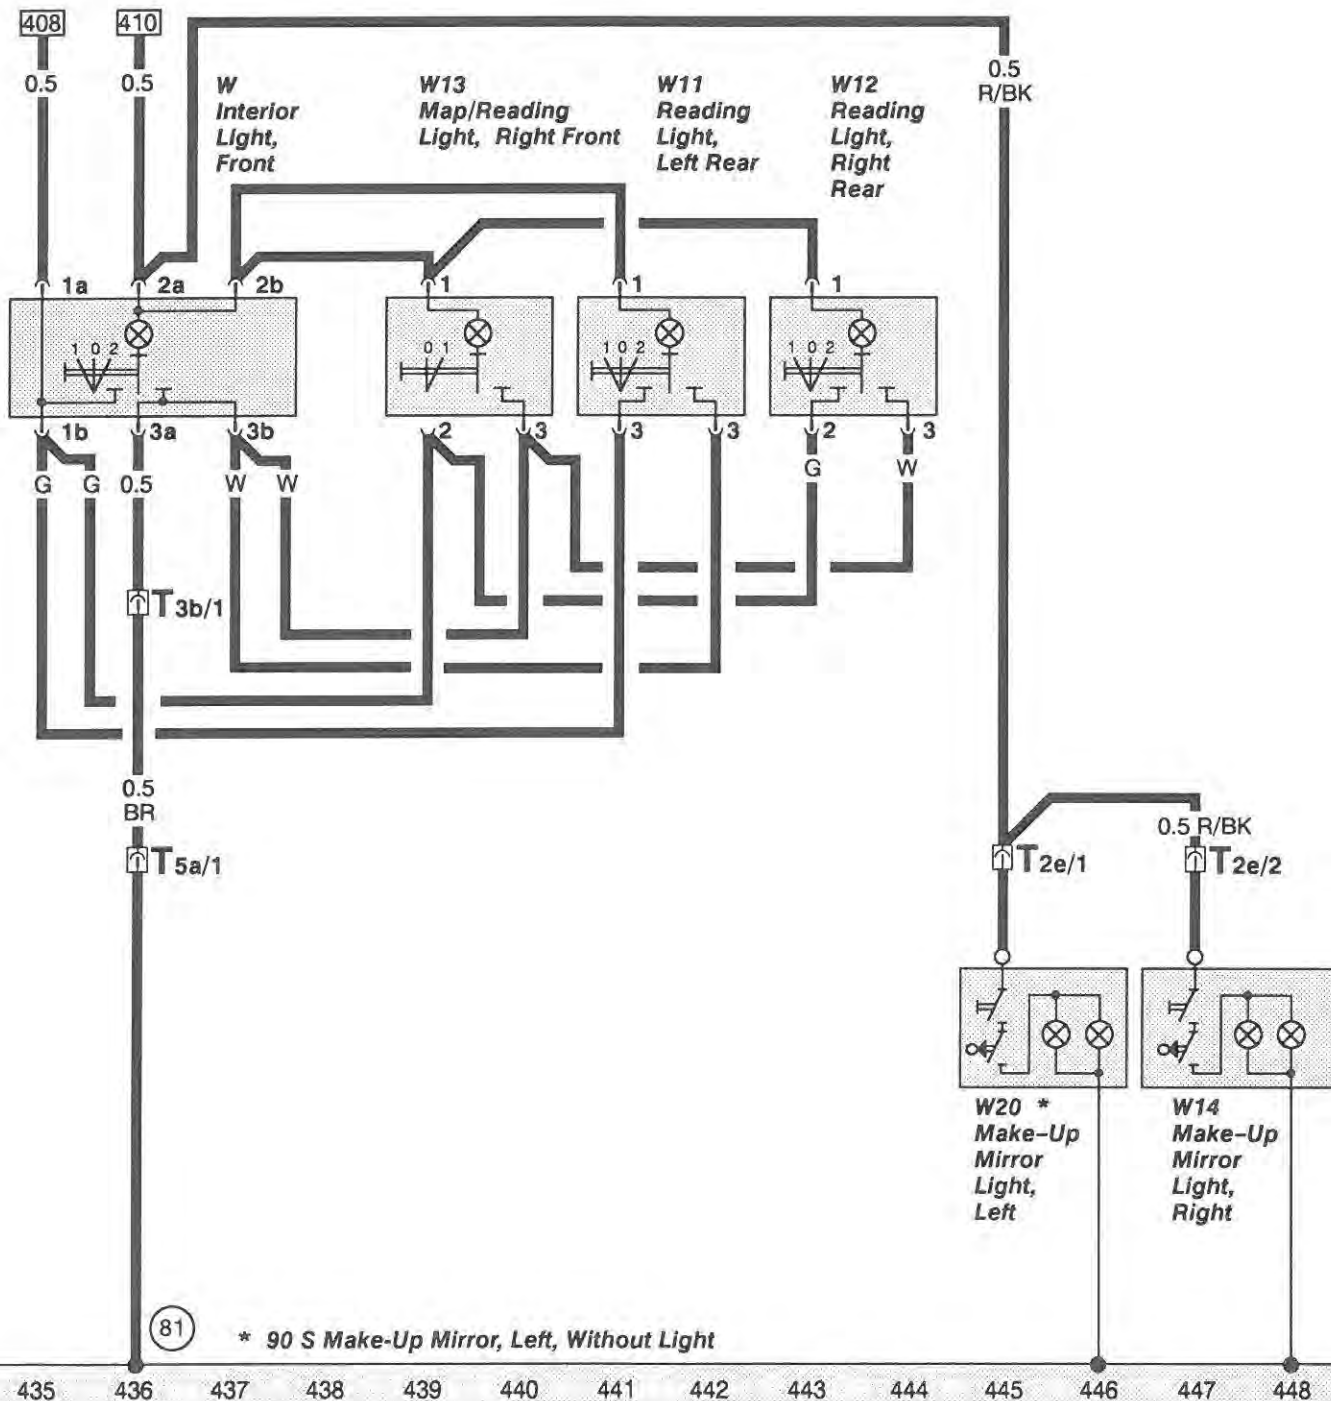 408 410
0.5 0.5
W
Interior
Light,
Front
W13
Map/Reading
Light, Right Front
W11
Reading
Light,
Left Rear
W12
Reading
Light,
Right
Rear
0.5
R/BK
1a 2a 2b 1 1 1
1 0 2 0 1 1 0 2 1 0 2
1b 3a 3b 2 3 3 3 2 3
G G 0.5 W W G W
T 3b/1
0.5
BR
T 5a/1
0.5 R/BK
T 2e/1 T 2e/2
W20 *
Make-Up
Mirror
Light,
Left
W14
Make-Up
Mirror
Light,
Right
81
* 90 S Make-Up Mirror, Left, Without Light
435 436 437 438 439 440 441 442 443 444 445 446 447 448